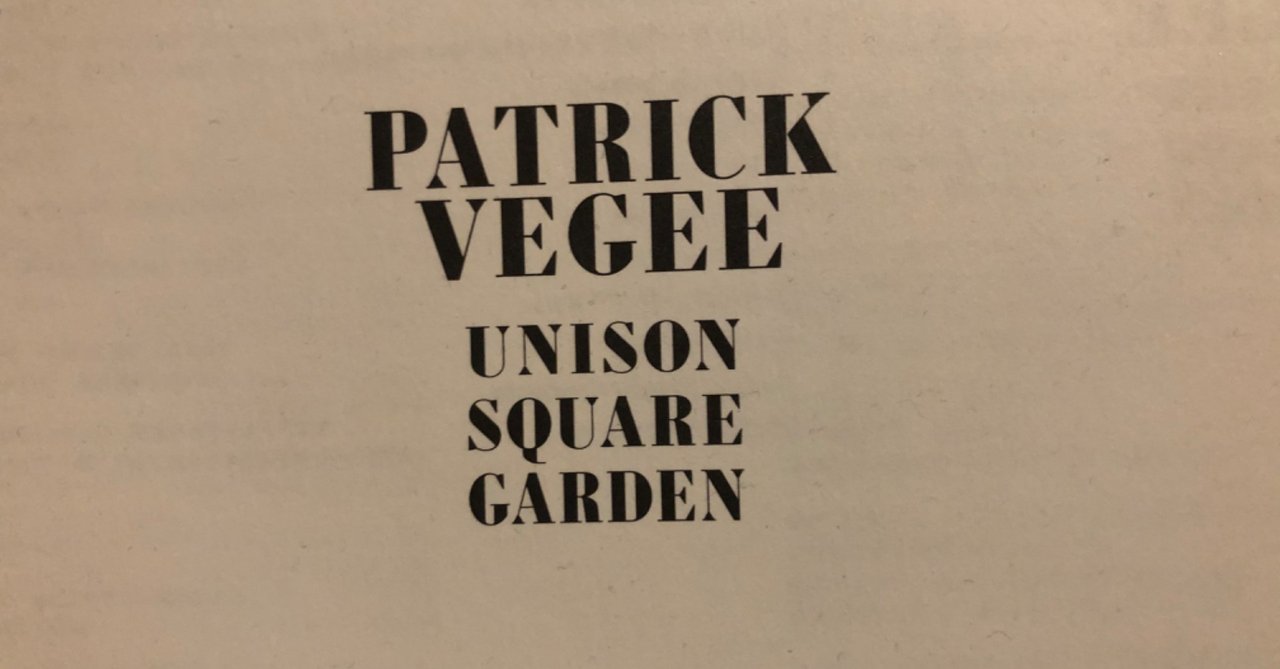 PATRICK
VEGEE
UNISON
SQUARE
GARDEN